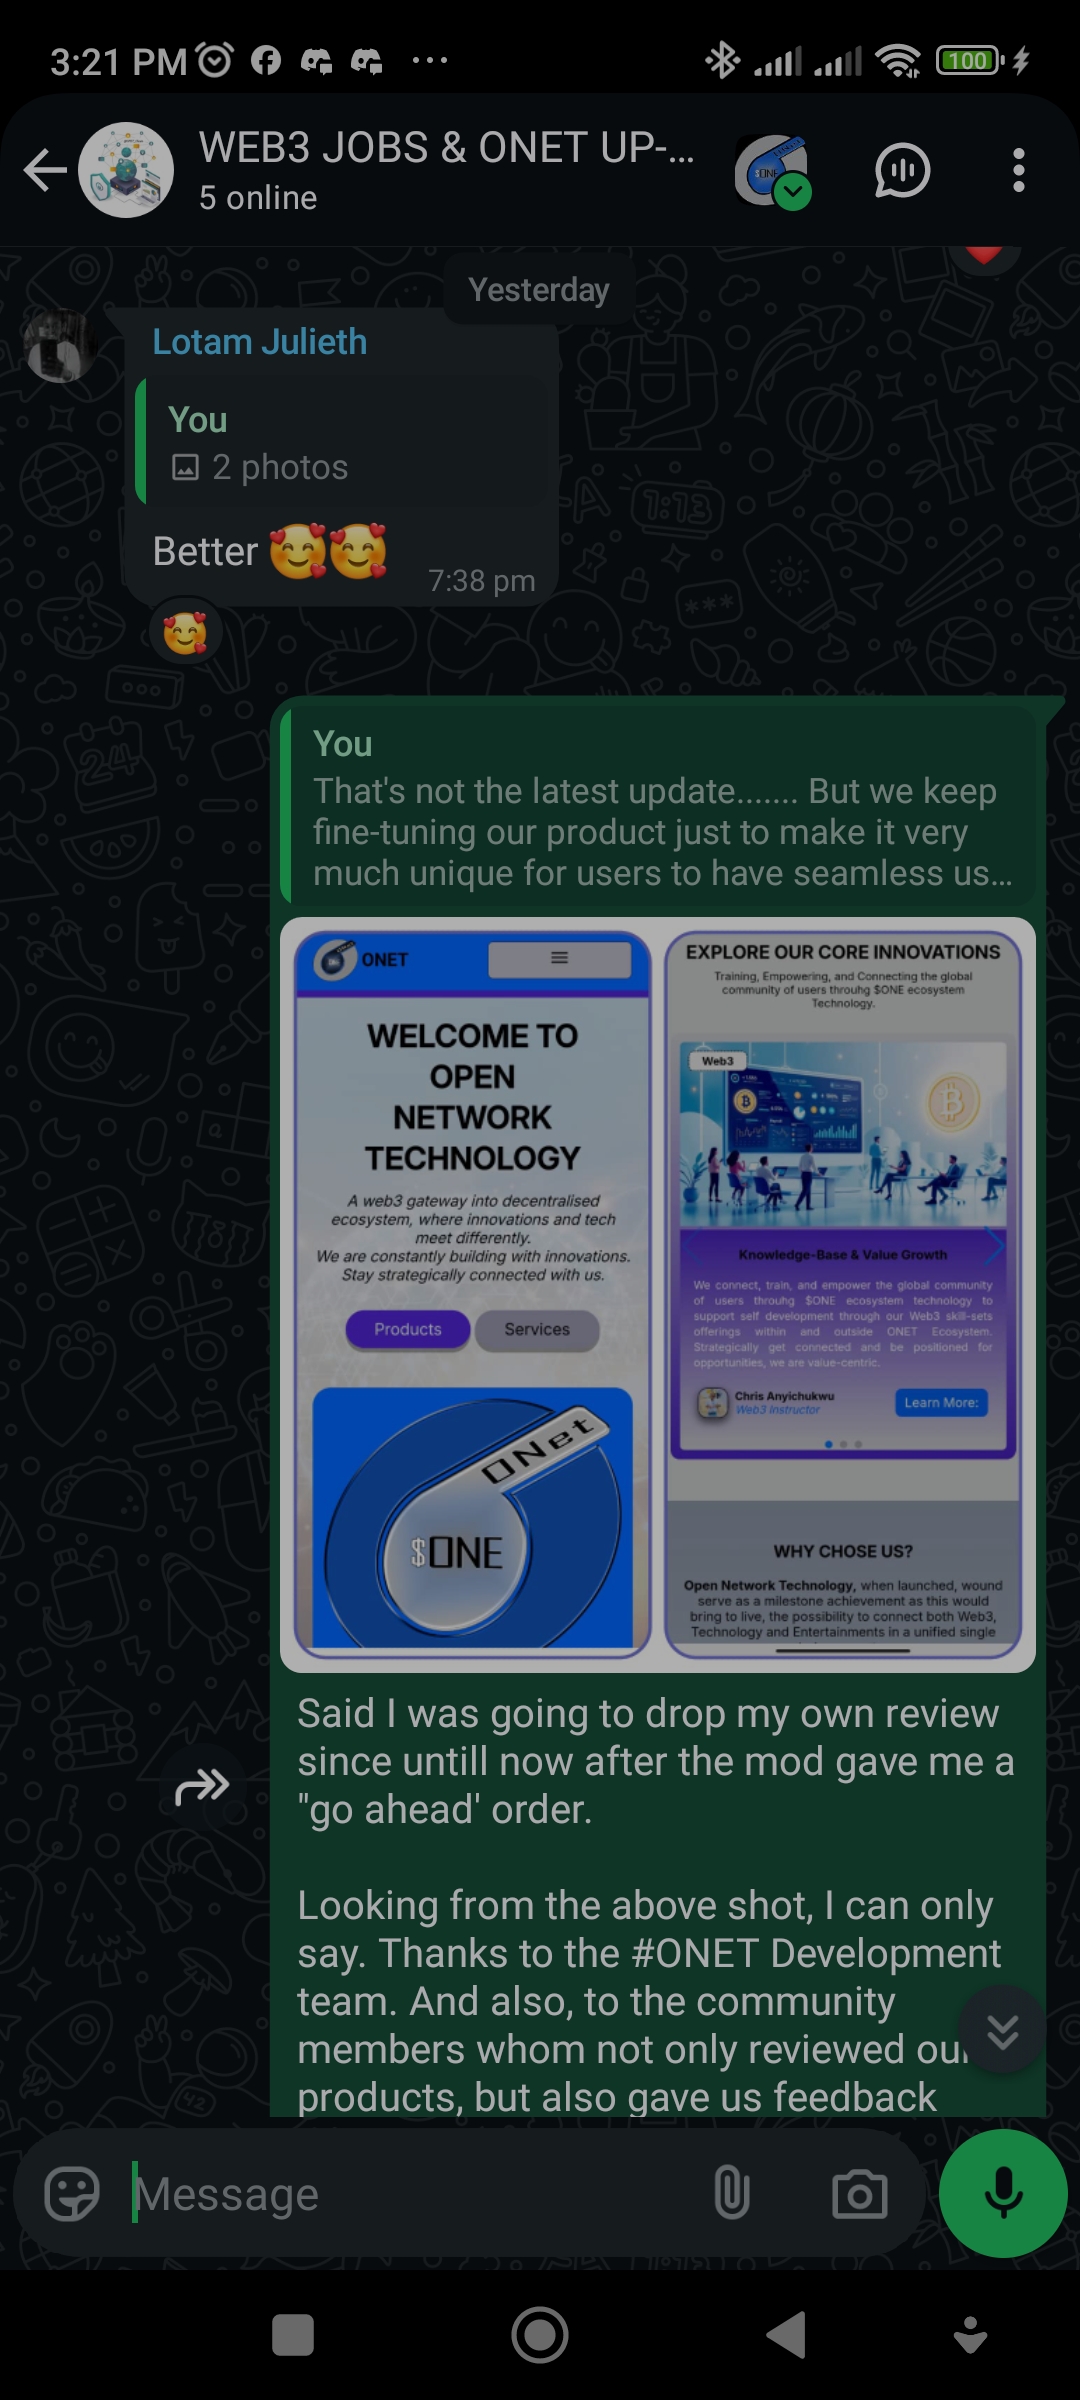 3:21 PM
100
WEB3 JOBS & ONET UP-...
5 online
Yesterday
Lotam Julieth
You
2 photos
Better 🥰🥰
7:38 pm
🥰
You
That's not the latest update....... But we keep
fine-tuning our product just to make it very
much unique for users to have seamless us...
ONET
WELCOME TO
OPEN
NETWORK
TECHNOLOGY
A web3 gateway into decentralised
ecosystem, where innovations and tech
meet differently.
We are constantly building with innovations.
Stay strategically connected with us.
Products
Services
ONet
$ONE
EXPLORE OUR CORE INNOVATIONS
Training, Empowering, and Connecting the global
community of users throuhg $ONE ecosystem
Technology.
Web3
Knowledge-Base & Value Growth
We connect, train, and empower the global community
of users throuhg $ONE ecosystem technology to
support self development through our Web3 skill-sets
offerings within and outside ONET Ecosystem.
Strategically get connected and be positioned for
opportunities, we are value-centric.
Chris Anyichukwu
Web3 Instructor
Learn More:
WHY CHOSE US?
Open Network Technology, when launched, wound
serve as a milestone achievement as this would
bring to live, the possibility to connect both Web3,
Technology and Entertainments in a unified single
Said I was going to drop my own review
since untill now after the mod gave me a
"go ahead' order.
Looking from the above shot, I can only
say. Thanks to the #ONET Development
team. And also, to the community
members whom not only reviewed our
products, but also gave us feedback
Message